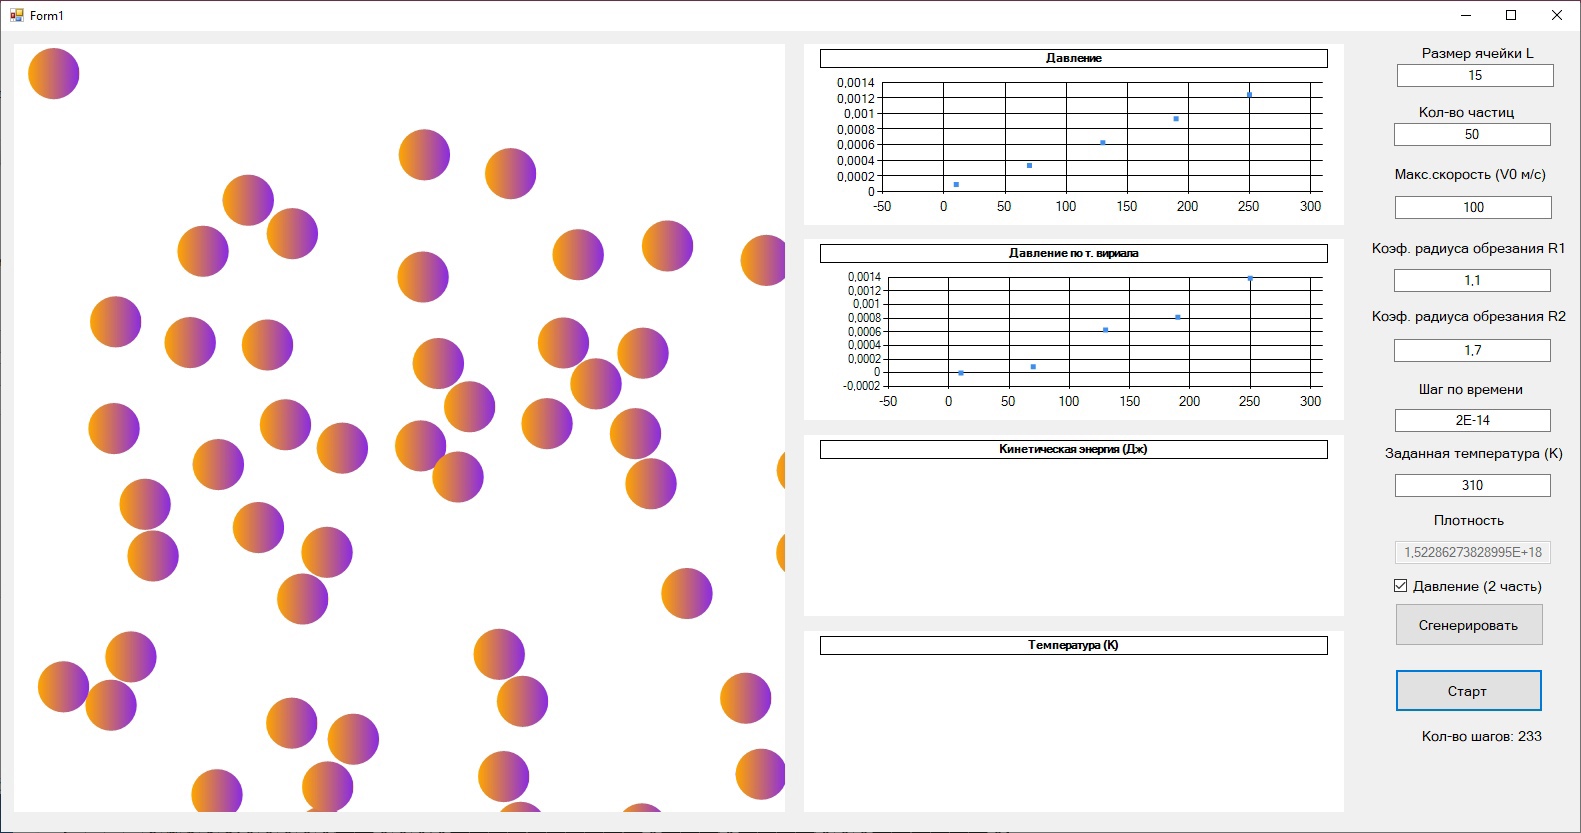 Form1
Давление
0,0014
0,0012
0,001
0,0008
0,0006
0,0004
0,0002
0
-50 0 50 100 150 200 250 300
Давление по т. вириала
0,0014
0,0012
0,001
0,0008
0,0006
0,0004
0,0002
0
-0,0002
-50 0 50 100 150 200 250 300
Кинетическая энергия (Дж)
Температура (К)
Размер ячейки L
15
Кол-во частиц
50
Макс.скорость (V0 м/с)
100
Коэф. радиуса обрезания R1
1,1
Коэф. радиуса обрезания R2
1,7
Шаг по времени
2E-14
Заданная температура (К)
310
Плотность
1,52286273828995E+18
Давление (2 часть)
Сгенерировать
Старт
Кол-во шагов: 233